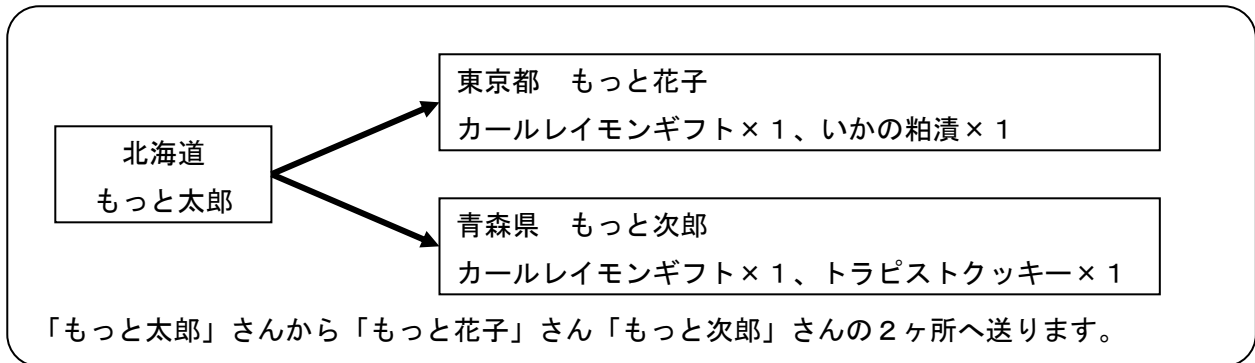 北海道
もっと太郎
東京都　もっと花子
カールレイモンギフト×１、いかの粕漬×１
青森県　もっと次郎
カールレイモンギフト×１、トラピストクッキー×１
「もっと太郎」さんから「もっと花子」さん「もっと次郎」さんの２ヶ所へ送ります。